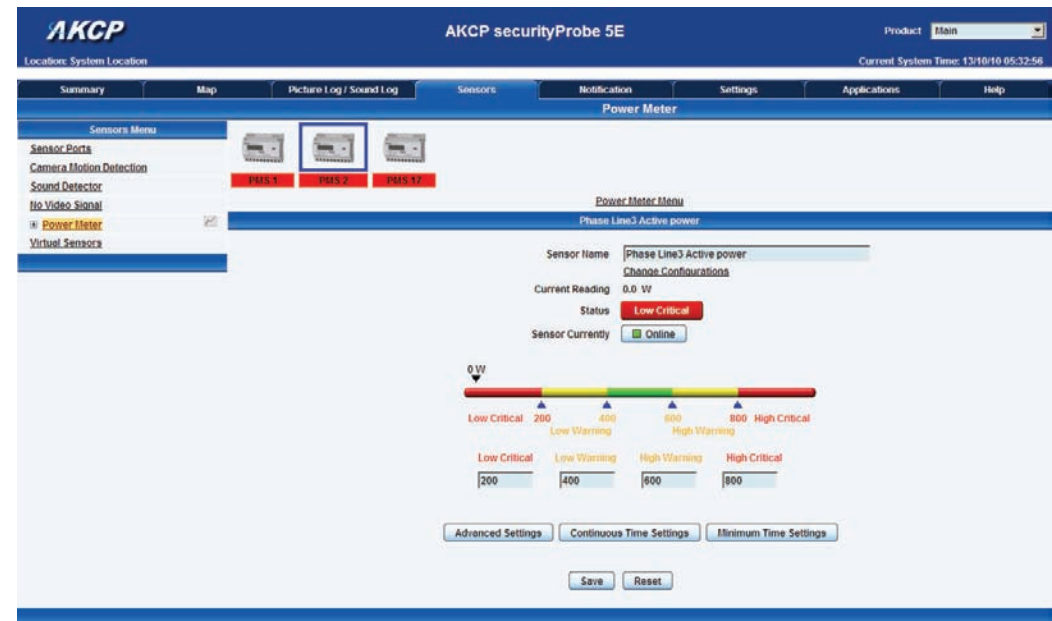 AKCP
AKCP securityProbe 5E
Product Main
Location: System Location
Current System Time: 13/10/10 05:32:56
Summary Map Picture Log / Sound Log Sensors Notification Settings Applications Help
Power Meter
Sensors Menu
Sensor Ports
Camera Motion Detection
Sound Detector
No Video Signal
Power Meter
Virtual Sensors
PMS 1 PMS 2 PMS 17
Power Meter Menu
Phase Line3 Active power
Sensor Name Phase Line3 Active power
Change Configurations
Current Reading 0.0 W
Status Low Critical
Sensor Currently Online
0 W
Low Critical 200 400 600 800 High Critical
Low Warning High Warning
Low Critical Low Warning High Warning High Critical
200 400 600 800
Advanced Settings Continuous Time Settings Minimum Time Settings
Save Reset